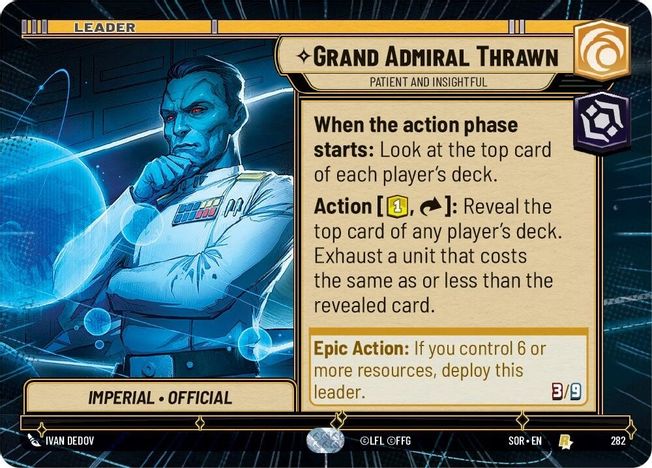 LEADER
GRAND ADMIRAL THRAWN
PATIENT AND INSIGHTFUL
When the action phase
starts: Look at the top card
of each player's deck.
Action [1, ]: Reveal the
top card of any player's deck.
Exhaust a unit that costs
the same as or less than the
revealed card.
Epic Action: If you control 6 or
more resources, deploy this
leader.
3/9
IMPERIAL • OFFICIAL
IVAN DEDOV
©LFL ©FFG
SOR • EN
R
282